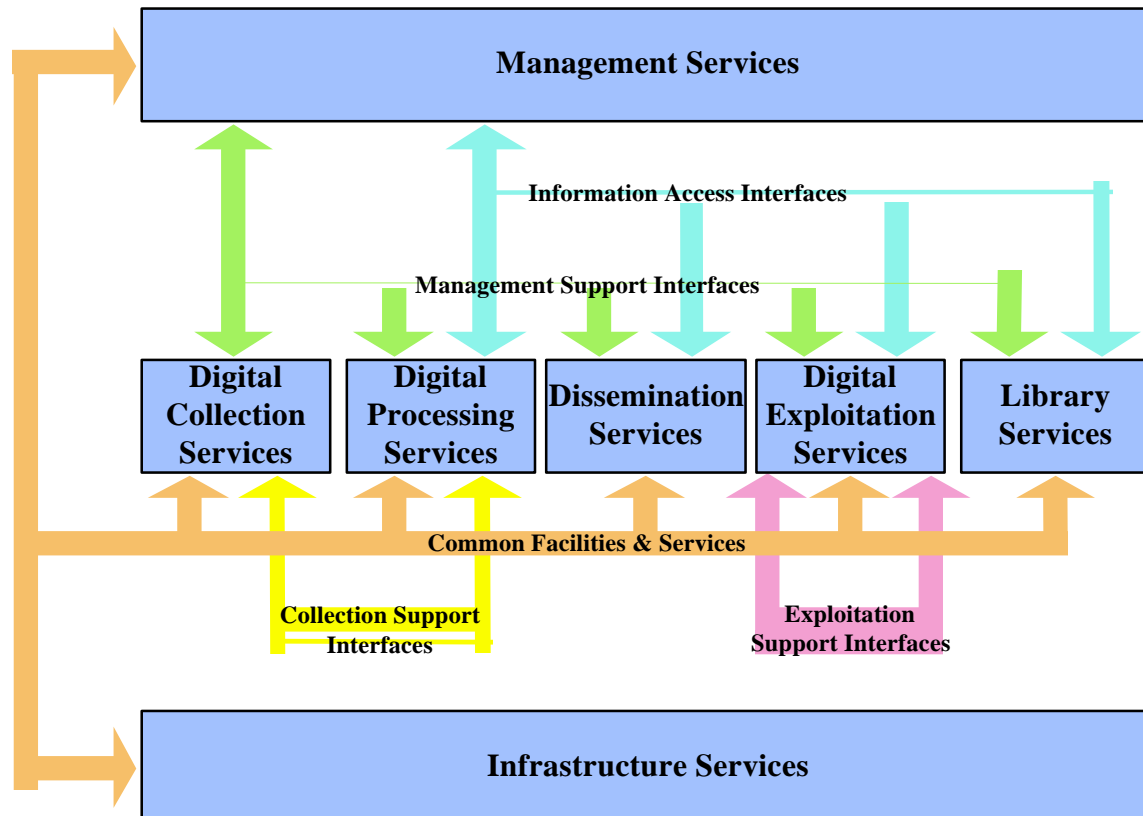 Management Services
Information Access Interfaces
Management Support Interfaces
Digital
Collection
Services
Digital
Processing
Services
Dissemination
Services
Digital
Exploitation
Services
Library
Services
Common Facilities & Services
Collection Support
Interfaces
Exploitation
Support Interfaces
Infrastructure Services